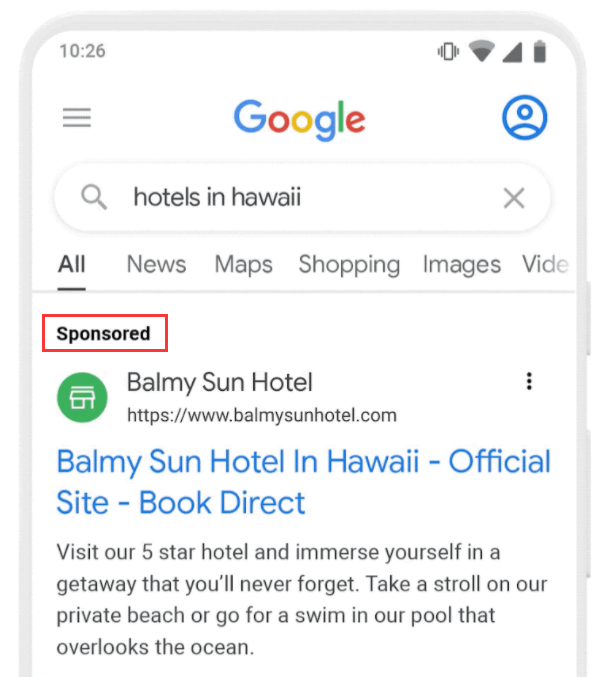 10:26
Google
hotels in hawaii
All News Maps Shopping Images Vide
Sponsored
Balmy Sun Hotel
https://www.balmysunhotel.com
Balmy Sun Hotel In Hawaii - Official
Site - Book Direct
Visit our 5 star hotel and immerse yourself in a
getaway that you'll never forget. Take a stroll on our
private beach or go for a swim in our pool that
overlooks the ocean.